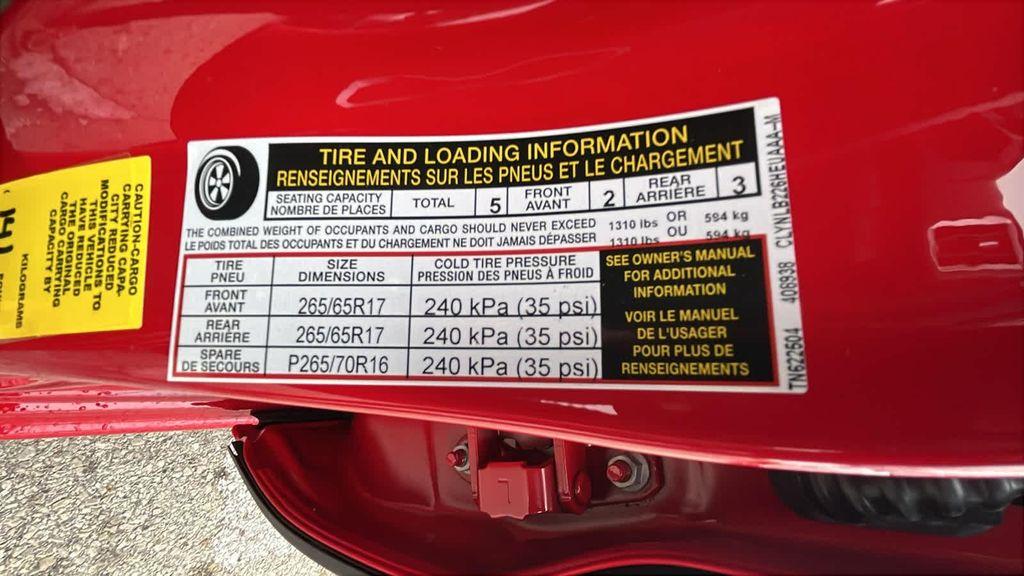 TIRE AND LOADING INFORMATION
RENSEIGNEMENTS SUR LES PNEUS ET LE CHARGEMENT
SEATING CAPACITY
NOMBRE DE PLACES
TOTAL 5
FRONT
AVANT 2
REAR
ARRIÈRE 3
THE COMBINED WEIGHT OF OCCUPANTS AND CARGO SHOULD NEVER EXCEED 1310 lbs OR 594 kg
LE POIDS TOTAL DES OCCUPANTS ET DU CHARGEMENT NE DOIT JAMAIS DÉPASSER 1310 lbs OU 594 kg
TIRE
PNEU
SIZE
DIMENSIONS
COLD TIRE PRESSURE
PRESSION DES PNEUS À FROID
FRONT
AVANT
265/65R17 240 kPa (35 psi)
REAR
ARRIÈRE
265/65R17 240 kPa (35 psi)
SPARE
DE SECOURS
P265/70R16 240 kPa (35 psi)
SEE OWNER'S MANUAL
FOR ADDITIONAL
INFORMATION
VOIR LE MANUEL
DE L'USAGER
POUR PLUS DE
RENSEIGNEMENTS
TN622604 406938
CAUTION-CARGO
CARRYING CAPA-
CITY REDUCED
MODIFICATIONS TO
THIS VEHICLE
HAVE REDUCED
THE ORIGINAL
CARGO CARRYING
CAPACITY BY
KILOGRAMS